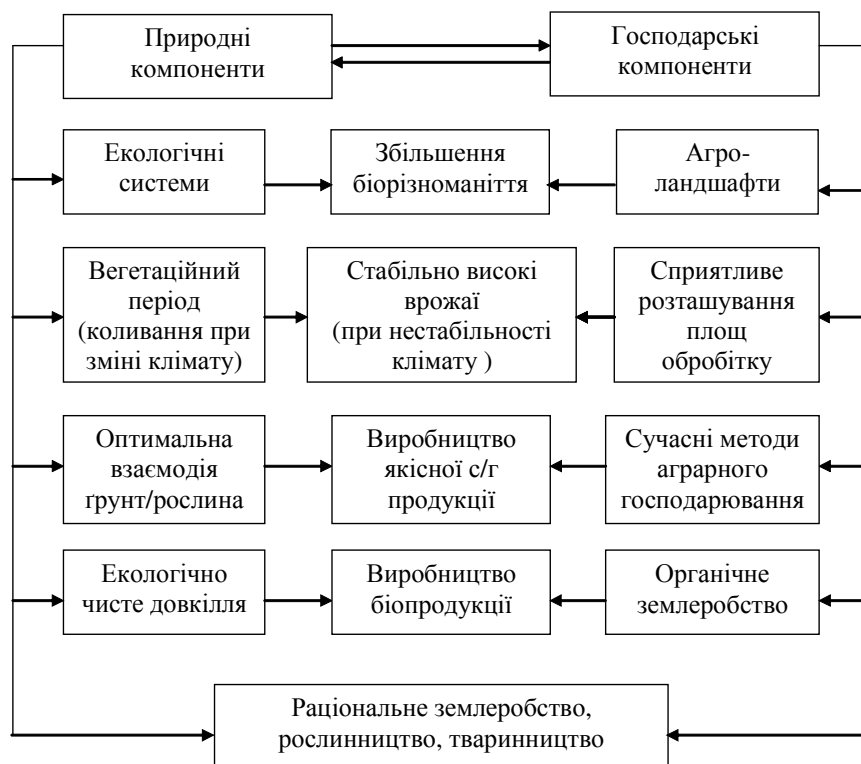 Природні
компоненти
Господарські
компоненти
Екологічні
системи
Збільшення
біорізноманіття
Агро-
ландшафти
Вегетаційний
період
(коливання при
зміні клімату)
Стабільно високі
врожаї
(при нестабільності
клімату )
Сприятливе
розташування
площ
обробітку
Оптимальна
взаємодія
ґрунт/рослина
Виробництво
якісної с/г
продукції
Сучасні методи
аграрного
господарювання
Екологічно
чисте довкілля
Виробництво
біопродукції
Органічне
землеробство
Раціональне землеробство,
рослинництво, тваринництво